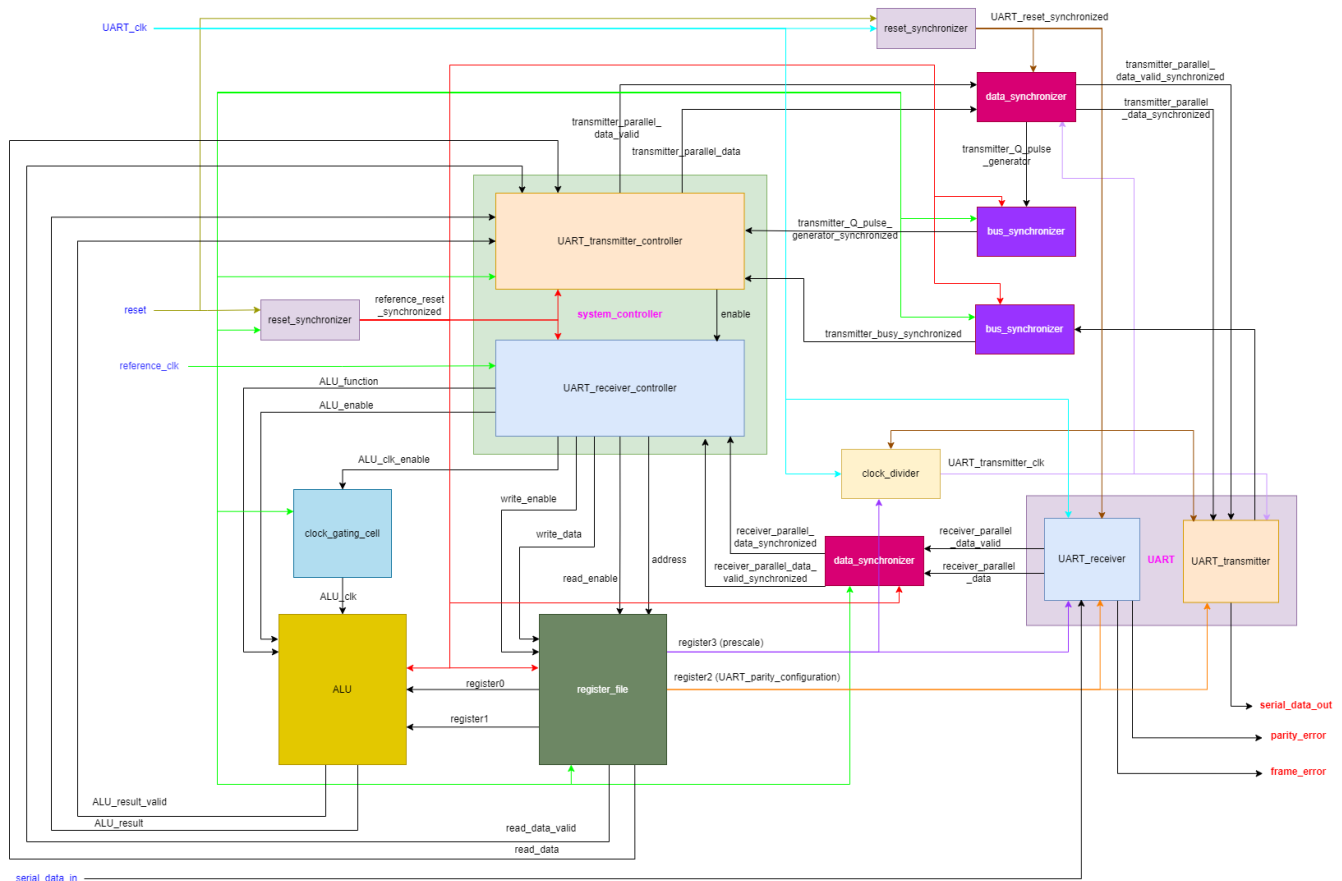 UART_clk
reset_synchronizer
UART_reset_synchronized
transmitter_parallel_
data_valid_synchronized
data_synchronizer
transmitter_parallel
_data_synchronized
transmitter_parallel_
data_valid
transmitter_parallel_data
transmitter_Q_pulse
_generator
UART_transmitter_controller
transmitter_Q_pulse_
generator_synchronized
bus_synchronizer
reset
reset_synchronizer
reference_reset
_synchronized
system_controller
enable
transmitter_busy_synchronized
bus_synchronizer
reference_clk
UART_receiver_controller
ALU_function
ALU_enable
ALU_clk_enable
clock_divider
UART_transmitter_clk
write_enable
clock_gating_cell
write_data
receiver_parallel_
data_synchronized
receiver_parallel_data_
valid_synchronized
data_synchronizer
receiver_parallel
_data_valid
receiver_parallel
_data
UART_receiver
UART
UART_transmitter
read_enable
address
ALU_clk
register3 (prescale)
register2 (UART_parity_configuration)
ALU
register0
register1
register_file
serial_data_out
parity_error
frame_error
ALU_result_valid
ALU_result
read_data_valid
read_data
serial_data_in